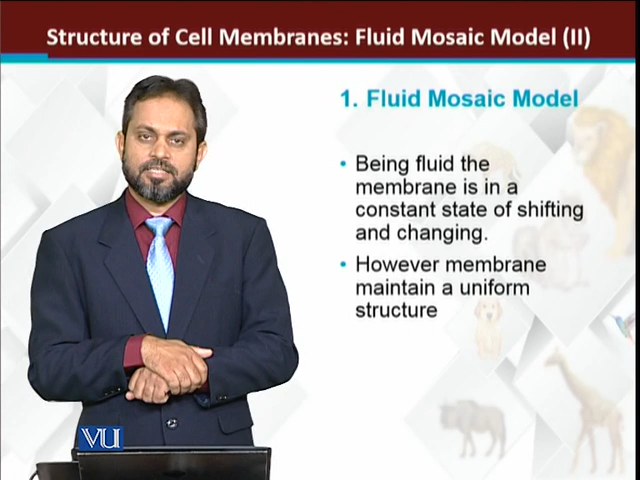 Structure of Cell Membranes: Fluid Mosaic Model (II)
1. Fluid Mosaic Model
• Being fluid the
membrane is in a
constant state of shifting
and changing.
• However membrane
maintain a uniform
structure
VU